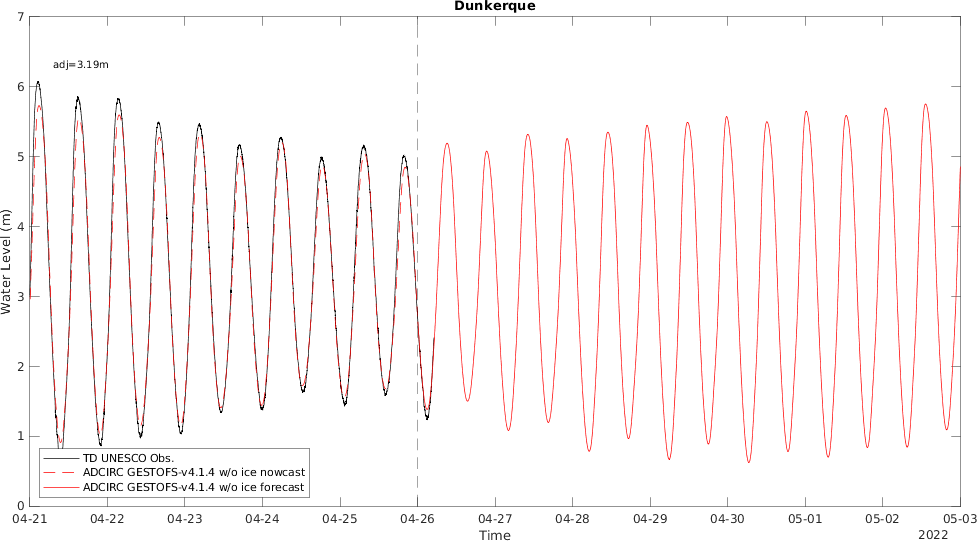 Dunkerque
adj=3.19m
Water Level (m)
7
6
5
4
3
2
1
0
TD UNESCO Obs.
ADCIRC GESTOFS-v4.1.4 w/o ice nowcast
ADCIRC GESTOFS-v4.1.4 w/o ice forecast
04-21 04-22 04-23 04-24 04-25 04-26 04-27 04-28 04-29 04-30 05-01 05-02 05-03
Time
2022